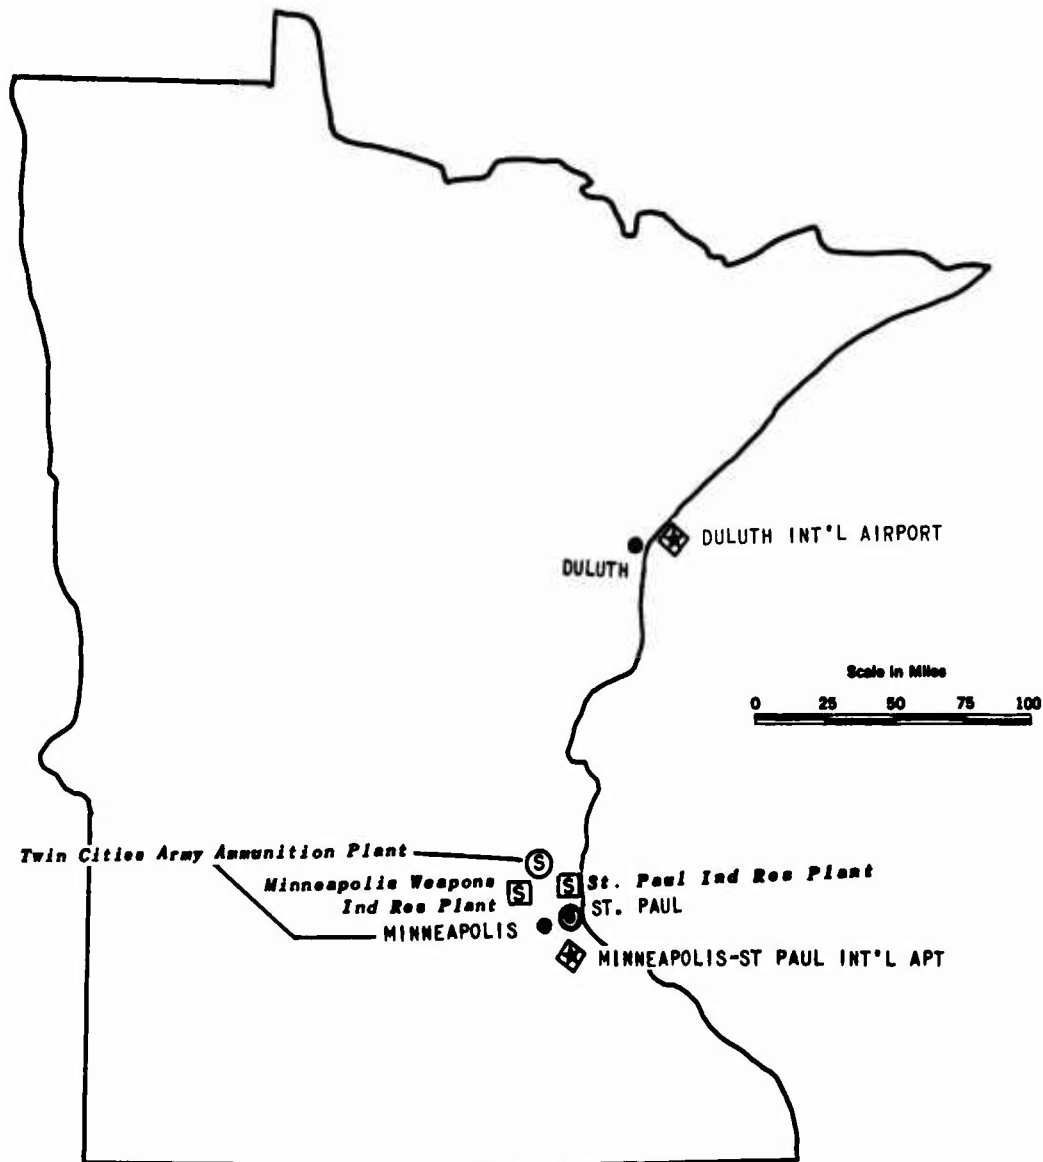 DULUTH INT'L AIRPORT
DULUTH
Scale in Miles
0 25 50 75 100
Twin Cities Army Ammunition Plant
S
Minneapolis Weapons
Ind Res Plant
S
S
St. Paul Ind Res Plant
ST. PAUL
MINNEAPOLIS
MINNEAPOLIS-ST PAUL INT'L APT